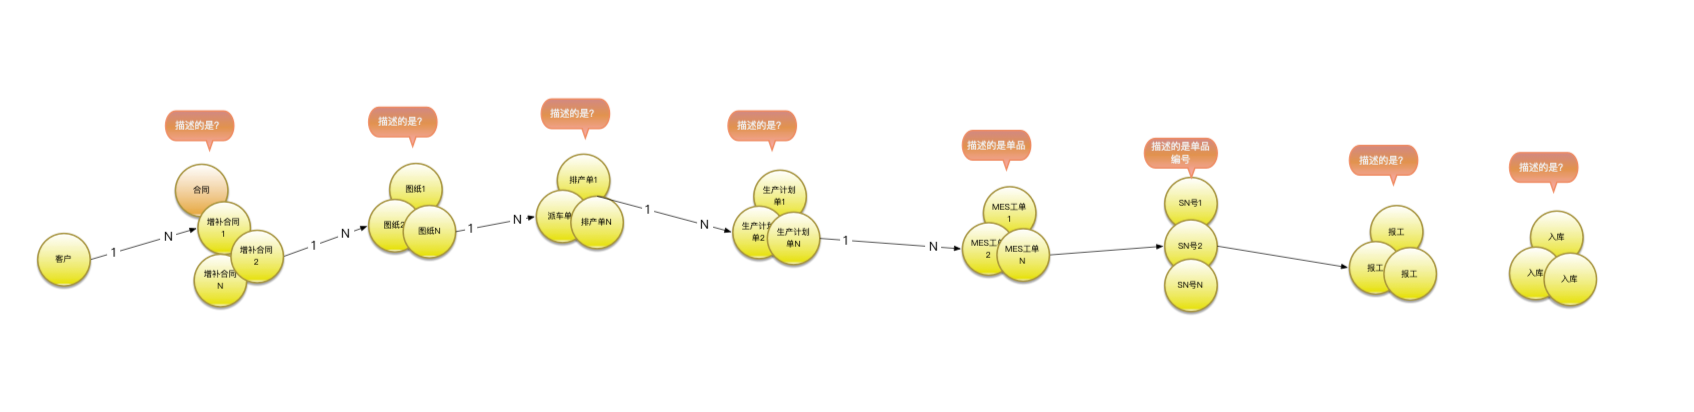 描述的是?
描述的是?
描述的是?
描述的是?
描述的是单品
描述的是单品
编号
描述的是?
描述的是?
客户
1
N
合同
增补合同
1
增补合同
2
增补合同
N
1
N
图纸1
图纸2
图纸N
1
N
排产单1
派车单
排产单N
1
N
生产计划
单1
生产计划
单2
生产计划
单N
1
N
MES工单
1
MES工单
2
MES工单
N
SN号1
SN号2
SN号N
报工
报工
报工
入库
入库
入库